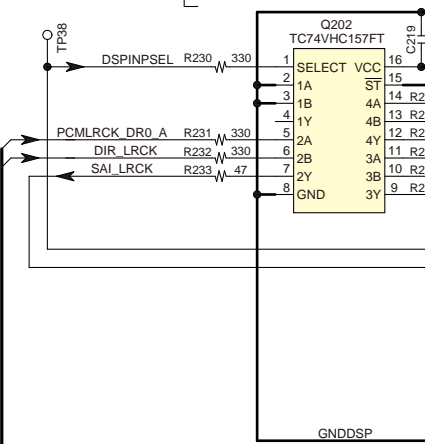 Q202
TC74VHC157FT
TP38
C219
DSPINPSEL R230 330 1 SELECT VCC 16
2 1A ST 15
3 1B 4A 14 R2
4 1Y 4B 13 R2
PCMLRCK_DR0_A R231 330 5 2A 4Y 12 R2
DIR_LRCK R232 330 6 2B 3A 11 R2
SAI_LRCK R233 47 7 2Y 3B 10 R2
8 GND 3Y 9 R2
GNDDSP